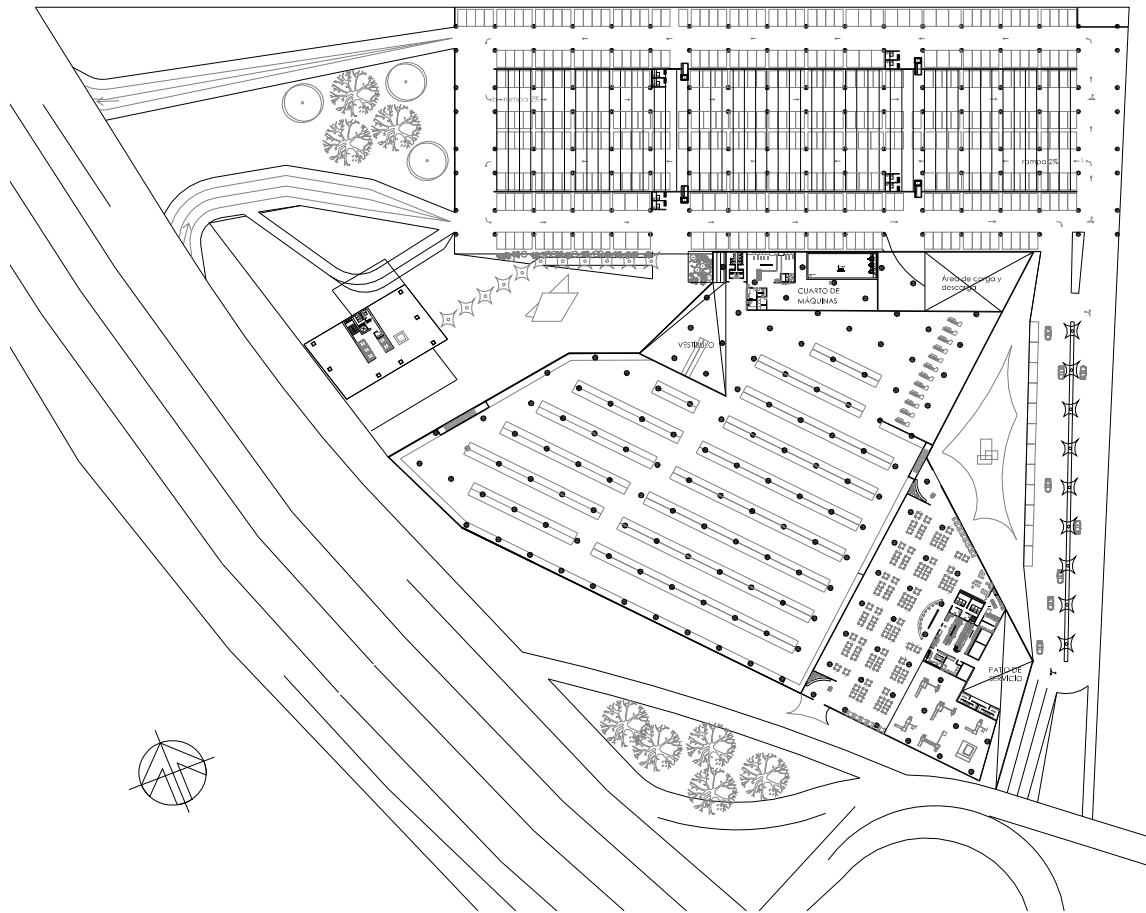 rampa 2%
rampa 2%
Área de carga y
descarga
CUARTO DE
MÁQUINAS
VESTÍBULO
PATIO DE
SERVICIO